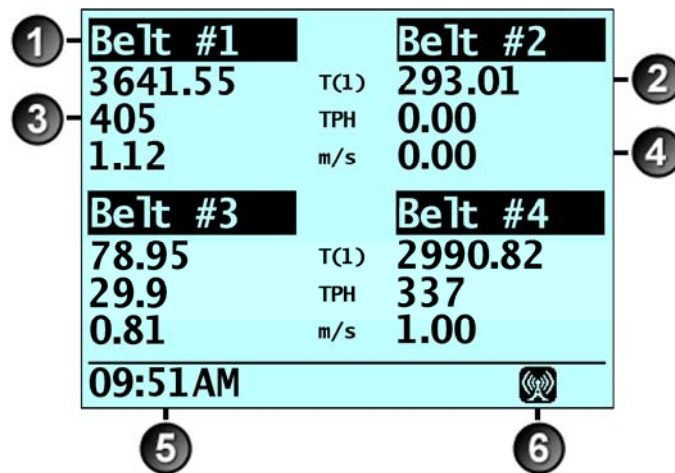 1 Belt #1 Belt #2
3641.55 T(1) 293.01 2
3 405 TPH 0.00
1.12 m/s 0.00 4
Belt #3 Belt #4
78.95 T(1) 2990.82
29.9 TPH 337
0.81 m/s 1.00
09:51AM
5 6